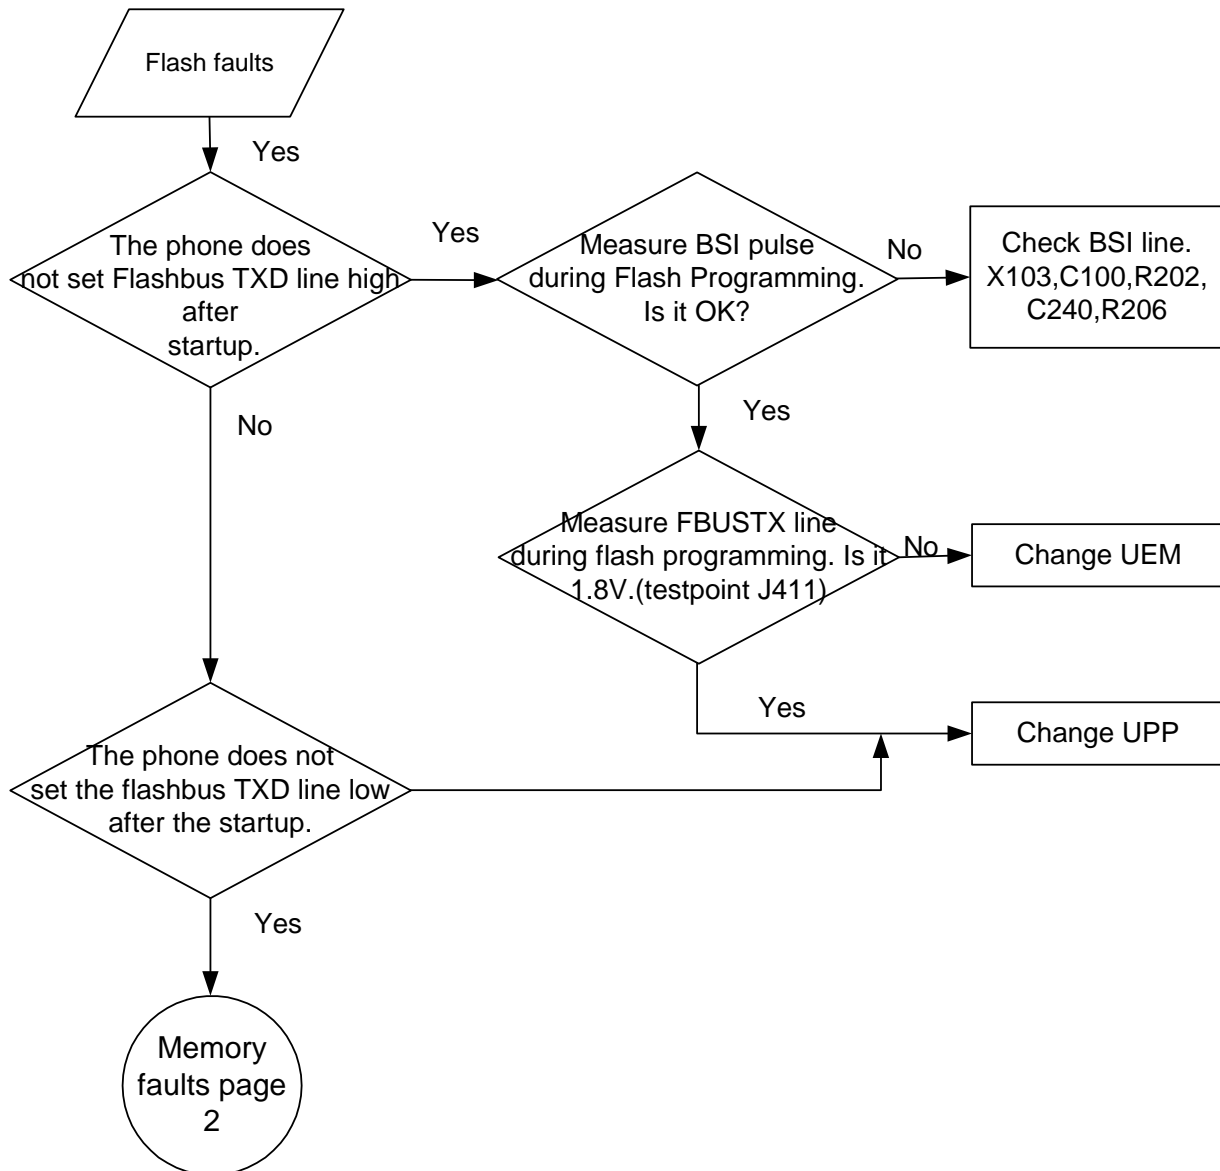 Flash faults
Yes
The phone does
not set Flashbus TXD line high
after
startup.
Yes
Measure BSI pulse
during Flash Programming.
Is it OK?
No
Check BSI line.
X103,C100,R202,
C240,R206
No
Yes
Measure FBUSTX line
during flash programming. Is it
1.8V.(testpoint J411)
No
Change UEM
Yes
Change UPP
The phone does not
set the flashbus TXD line low
after the startup.
Yes
Memory
faults page
2